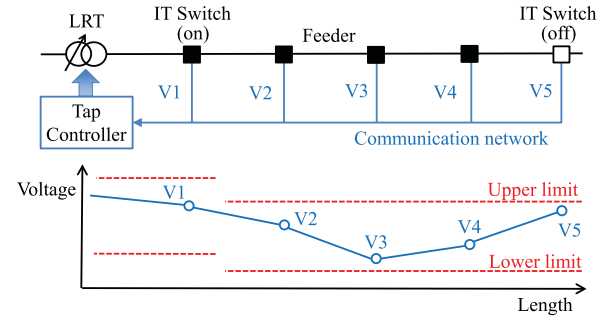 LRT
IT Switch
(on)
Feeder
IT Switch
(off)
V1
V2
V3
V4
V5
Tap
Controller
Communication network
Voltage
V1
V2
V3
V4
V5
Upper limit
Lower limit
Length